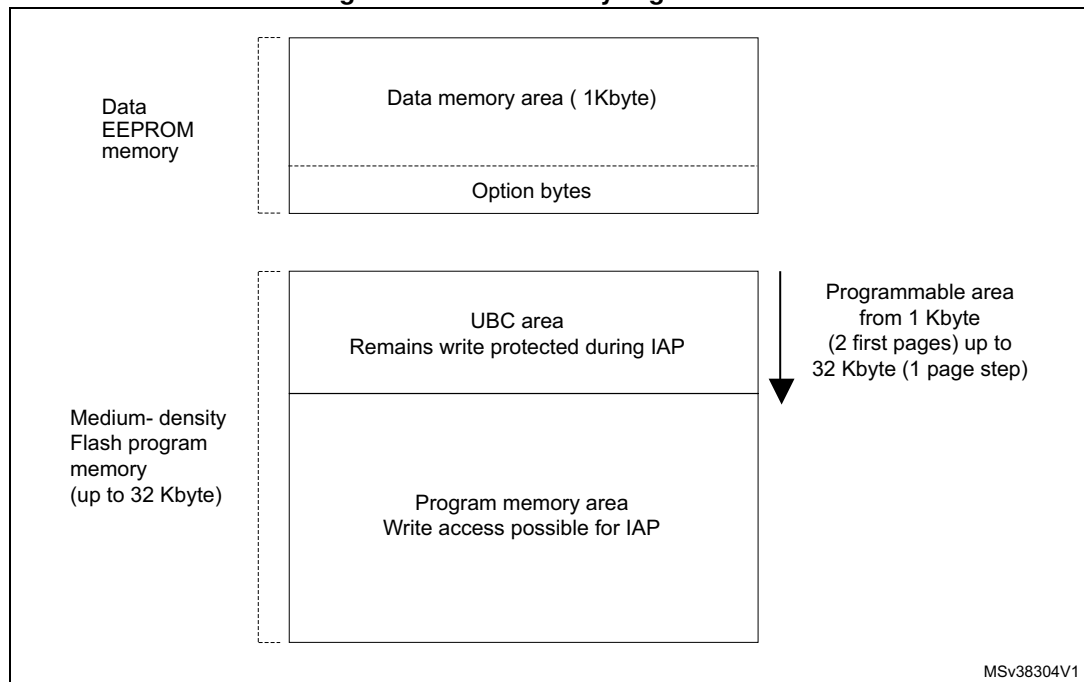 Data memory area ( 1Kbyte)
Data
EEPROM
memory
Option bytes
UBC area
Remains write protected during IAP
Programmable area
from 1 Kbyte
(2 first pages) up to
32 Kbyte (1 page step)
Medium- density
Flash program
memory
(up to 32 Kbyte)
Program memory area
Write access possible for IAP
MSv38304V1